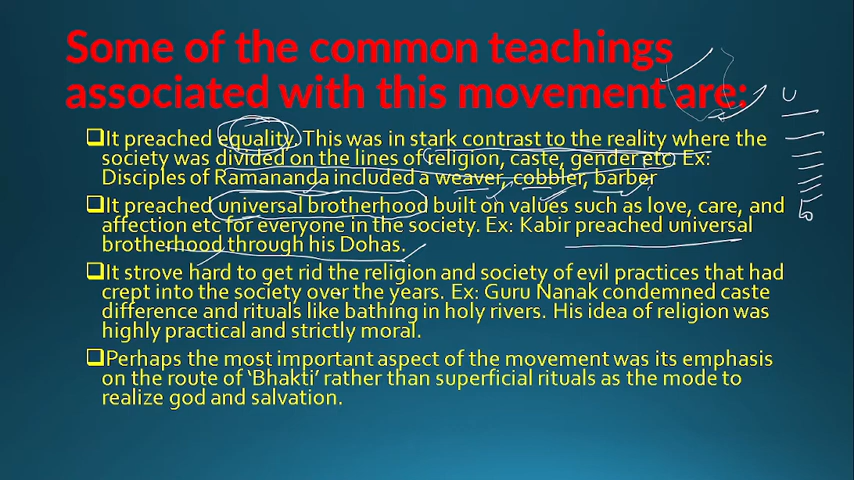 Some of the common teachings
associated with this movement are:
It preached equality. This was in stark contrast to the reality where the
society was divided on the lines of religion, caste, gender etc. Ex:
Disciples of Ramananda included a weaver, cobbler, barber
It preached universal brotherhood built on values such as love, care, and
affection etc for everyone in the society. Ex: Kabir preached universal
brotherhood through his Dohas.
It strove hard to get rid the religion and society of evil practices that had
crept into the society over the years. Ex: Guru Nanak condemned caste
difference and rituals like bathing in holy rivers. His idea of religion was
highly practical and strictly moral.
Perhaps the most important aspect of the movement was its emphasis
on the route of ‘Bhakti’ rather than superficial rituals as the mode to
realize god and salvation.